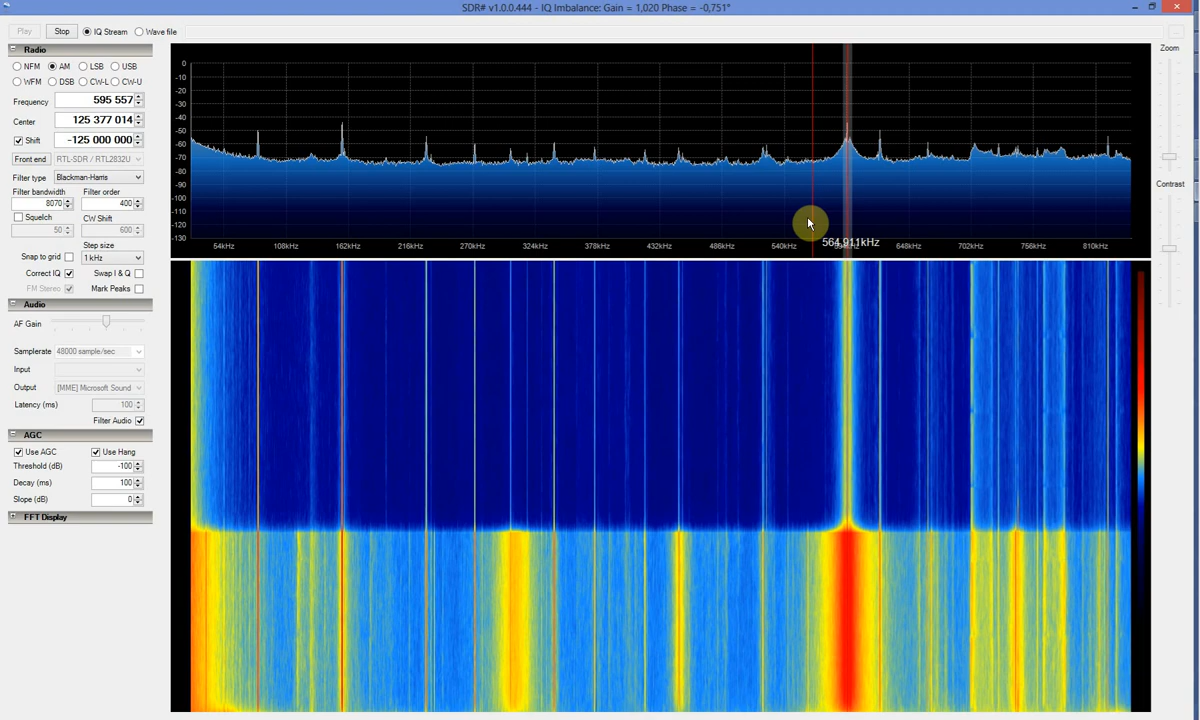 SDR# v1.0.0.444 - IQ Imbalance: Gain = 1,020 Phase = -0,751°
Play Stop IQ Stream Wave file
Radio
NFM AM LSB USB
WFM DSB CW-L CW-U
Frequency 595 557
Center 125 377 014
Shift -125 000 000
Front end RTL-SDR / RTL2832U
Filter type Blackman-Harris
Filter bandwidth Filter order
8070 400
Squelch CW Shift
50 600
Step size
Snap to grid 1 kHz
Correct IQ Swap I & Q
FM Stereo Mark Peaks
Audio
AF Gain
Samplerate 48000 sample/sec
Input
Output [MME] Microsoft Sound
Latency (ms) 100
Filter Audio
AGC
Use AGC Use Hang
Threshold (dB) -100
Decay (ms) 100
Slope (dB) 0
FFT Display
0
-10
-20
-30
-40
-50
-60
-70
-80
-90
-100
-110
-120
-130
564,911kHz
54kHz 108kHz 162kHz 216kHz 270kHz 324kHz 378kHz 432kHz 486kHz 540kHz 648kHz 702kHz 756kHz 810kHz
Zoom
Contrast